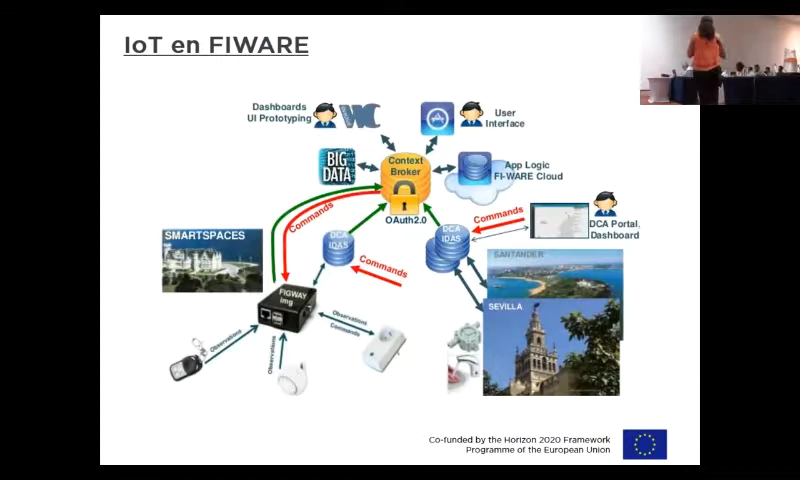 IoT en FIWARE
Dashboards
UI Prototyping
User
Interface
BIG
DATA
Context
Broker
App Logic
FI-WARE Cloud
OAuth2.0
Commands
DCA
IDAS
Commands
DCA
IDAS
Commands
DCA Portal,
Dashboard
SMARTSPACES
SANTANDER
SEVILLA
FIGWAY
img
Observations
Observations
Observations
Commands
Co-funded by the Horizon 2020 Framework
Programme of the European Union